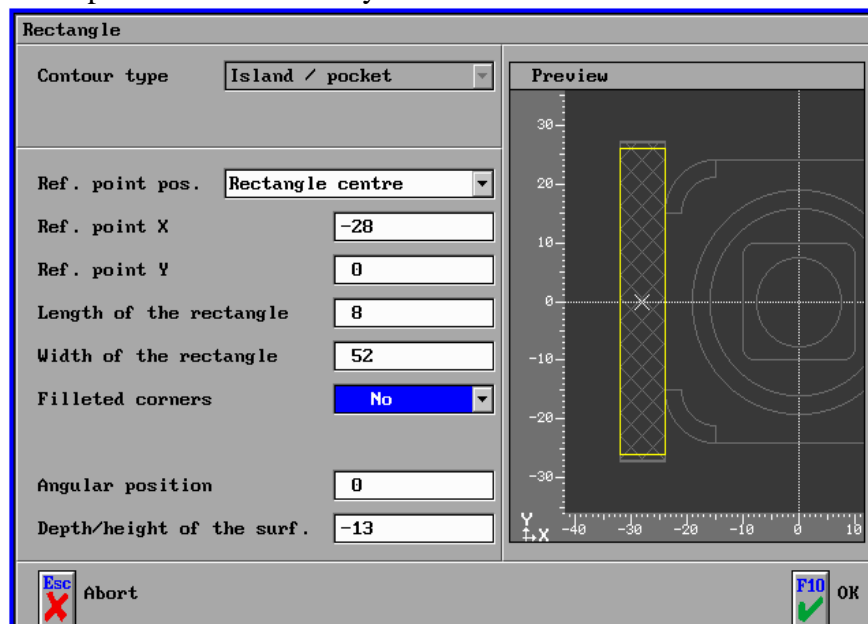 Rectangle
Contour type Island / pocket
Ref. point pos. Rectangle centre
Ref. point X -28
Ref. point Y 0
Length of the rectangle 8
Width of the rectangle 52
Filleted corners No
Angular position 0
Depth/height of the surf. -13
Preview
30
20
10
0
-10
-20
-30
Y
X -40 -30 -20 -10 0 10
Esc Abort
F10 OK